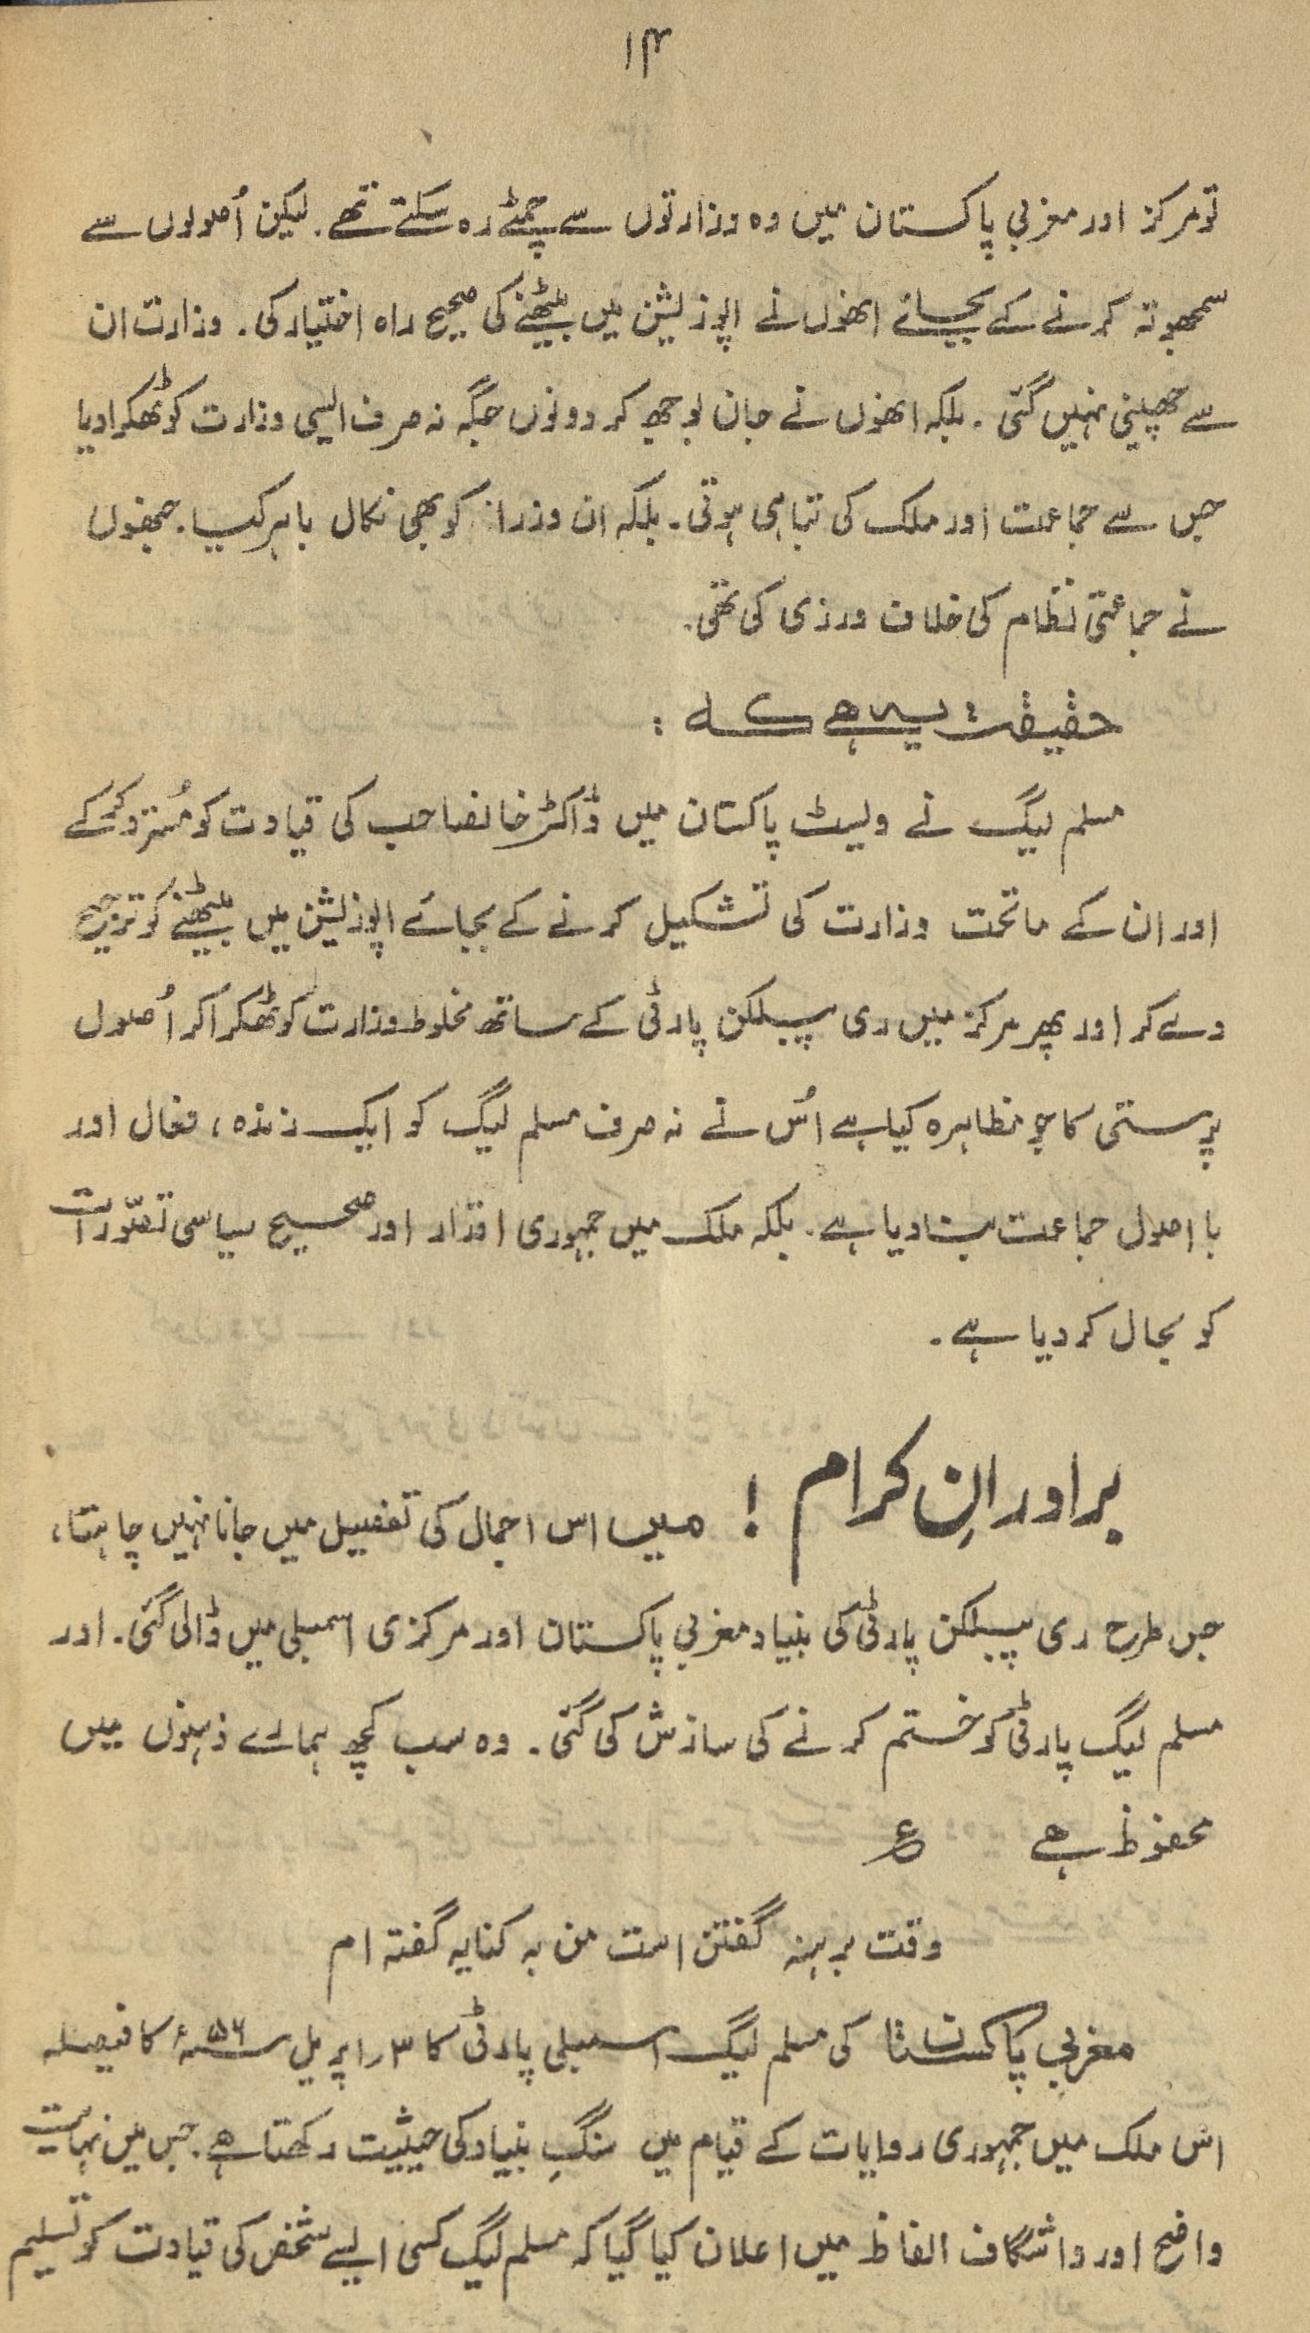 ۱۴
تو مرکز اور مغربی پاکستان میں وہ وزارتوں سے چمٹے رہ سکتے تھے. لیکن اُصولوں سے
سمجھوتہ کرنے کے بجائے انھوں نے اپوزلیشن میں بیٹھنے کی صحیح راہ اختیار کی. وزارت ان
سے چھینی نہیں گئی. بلکہ انھوں نے جان بوجھ کر دونوں جگہ نہ صرف ایسی وزارت کو ٹھکرا دیا
جس سے جماعت اور ملک کی تباہی ہوتی. بلکہ ان وزراء کو بھی نکال باہر کیا. جنھوں
نے جماعتی نظام کی خلاف ورزی کی تھی.
حقیقت یہ ہے کہ :
مسلم لیگ نے ویسٹ پاکستان میں ڈاکٹر خانصاحب کی قیادت کو مُسترد کر کے
اور ان کے ماتحت وزارت کی تشکیل کرنے کے بجائے اپوزلیشن میں بیٹھنے کو ترجیح
دے کر اور پھر مرکز میں ری پبلکن پارٹی کے ساتھ مخلوط وزارت کو ٹھکرا کر اُصول
پرستی کا جو مظاہرہ کیا ہے اُس نے نہ صرف مسلم لیگ کو ایک زندہ، فعال اور
با اصول جماعت بنا دیا ہے. بلکہ ملک میں جمہوری اقدار اور صحیح سیاسی تصوّرات
کو بحال کر دیا ہے.
برادرانِ کرام ! میں اس اجمال کی تفصیل میں جانا نہیں چاہتا،
جس طرح ری پبلکن پارٹی کی بنیاد مغربی پاکستان اور مرکزی اسمبلی میں ڈالی گئی. اور
مسلم لیگ پارٹی کو ختم کرنے کی سازش کی گئی. وہ سب کچھ ہمارے ذہنوں میں
محفوظ ہے ع
وقت برہنہ گفتن است من بہ کنایہ گفتہ ام
مغربی پاکستان کی مسلم لیگ اسمبلی پارٹی کا ۳ر اپریل سنہ ۵۶ء کا فیصلہ
اس ملک میں جمہوری روایات کے قیام میں سنگِ بنیاد کی حیثیت رکھتا ہے. جس میں نہایت
واضح اور واشگاف الفاظ میں اعلان کیا گیا کہ مسلم لیگ کسی ایسے شخص کی قیادت کو تسلیم